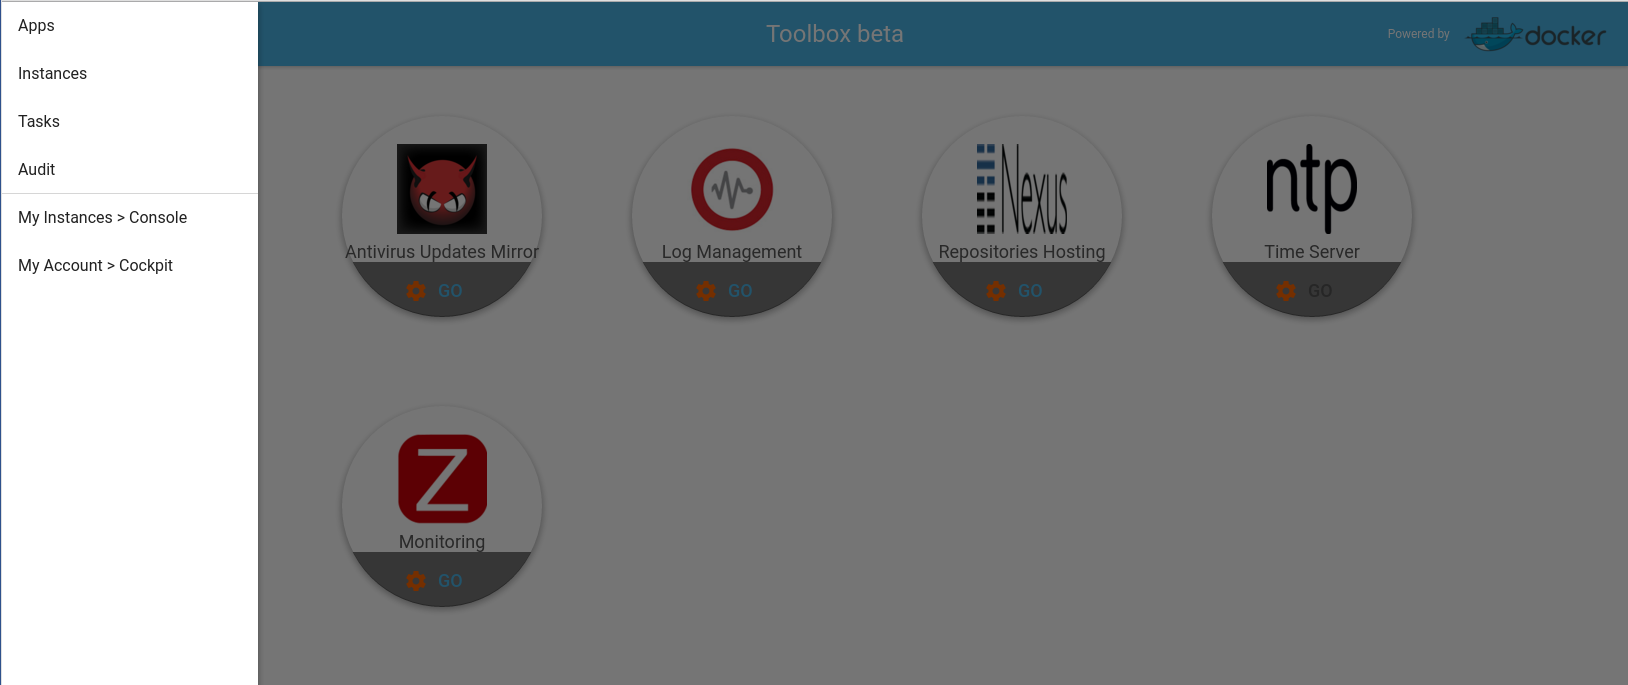 Apps
Instances
Tasks
Audit
My Instances > Console
My Account > Cockpit
Toolbox beta
Powered by docker
Antivirus Updates Mirror
GO
Log Management
GO
Nexus
Repositories Hosting
GO
ntp
Time Server
GO
Z
Monitoring
GO